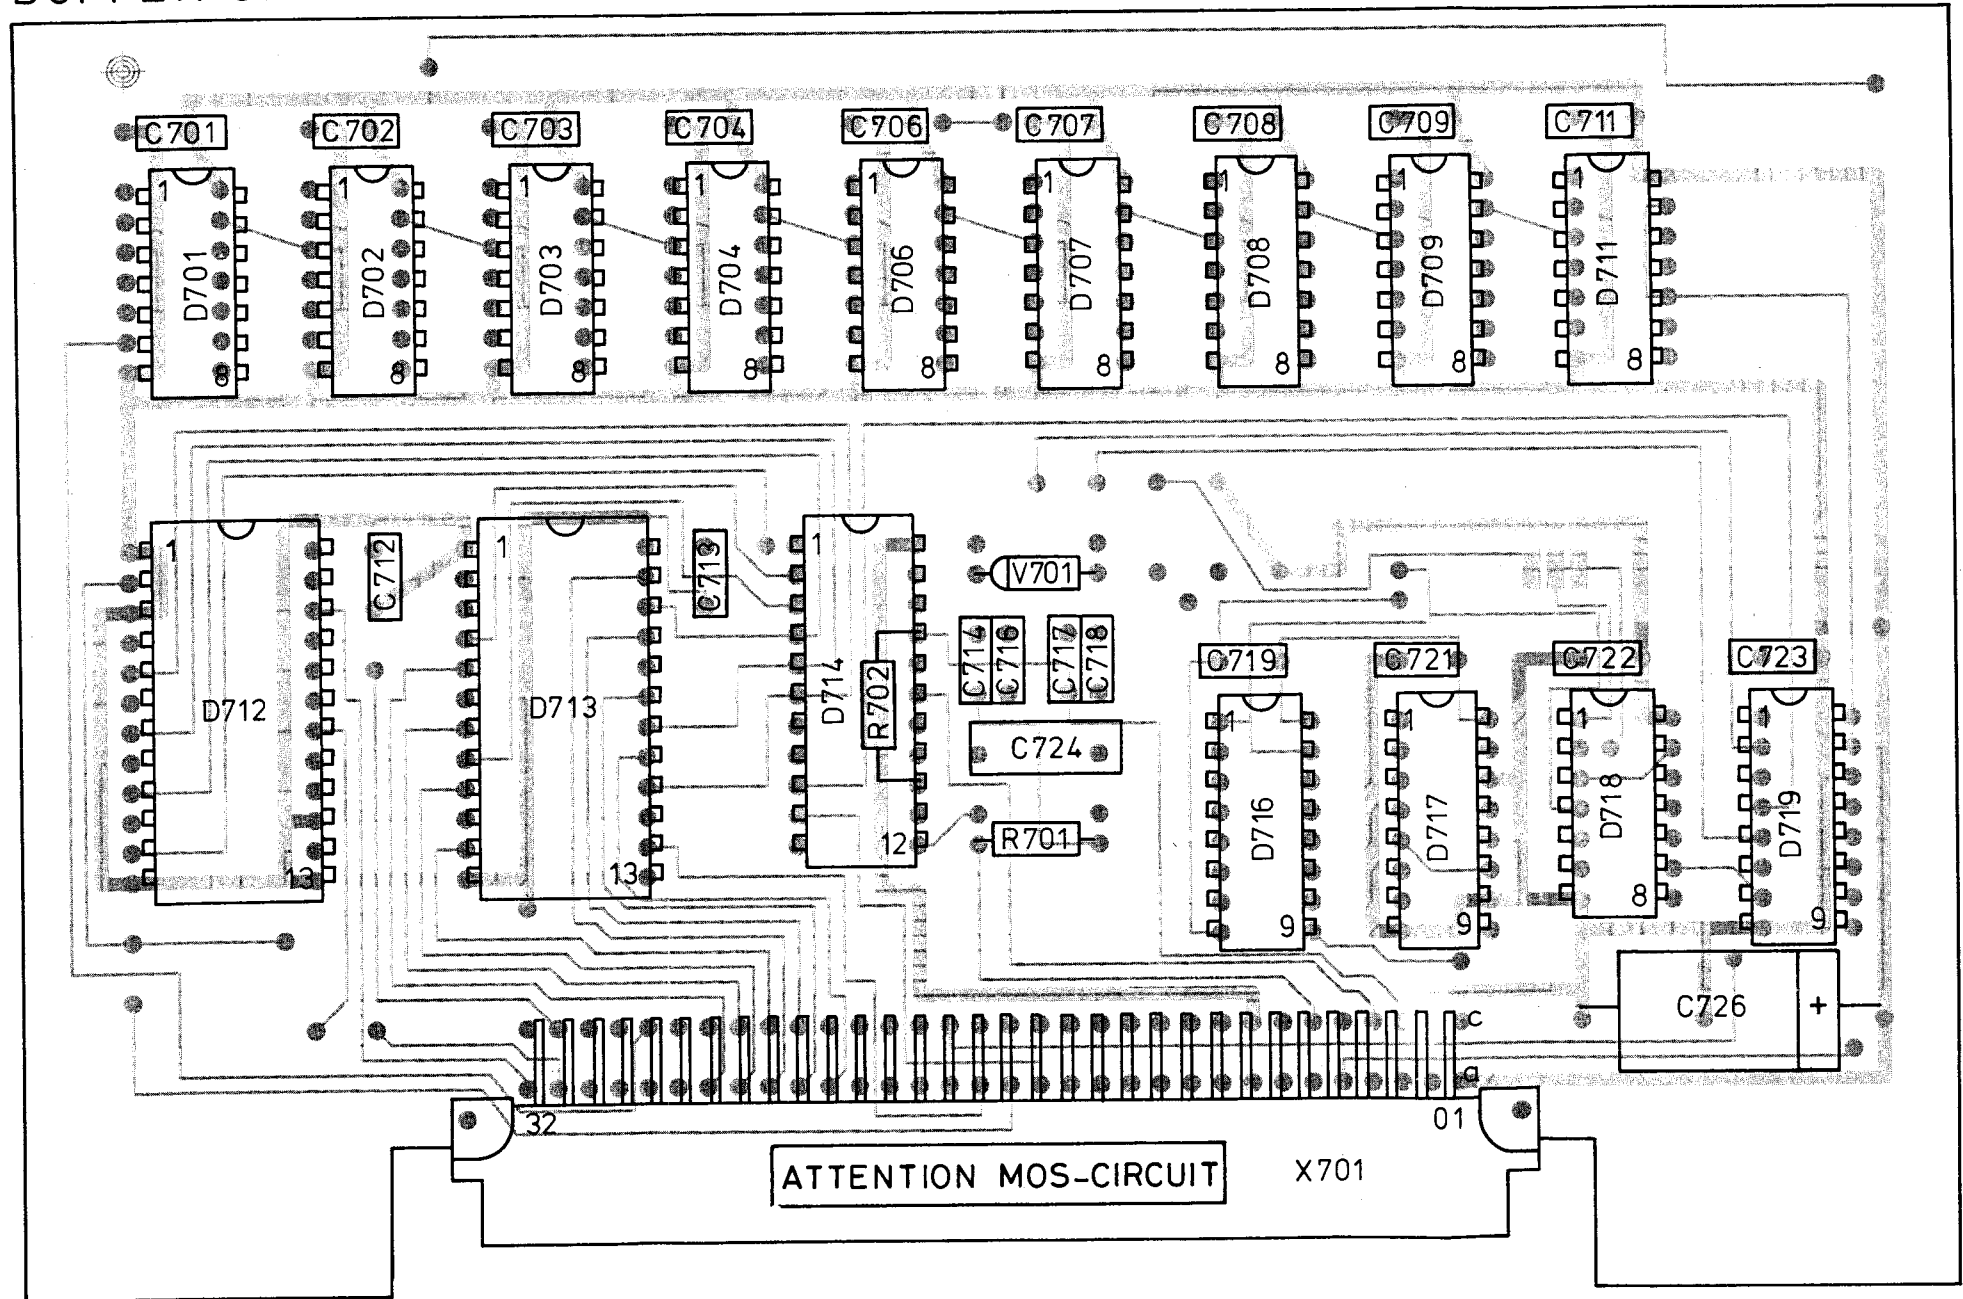 C701 C702 C703 C704 C706 C707 C708 C709 C711
1 1 1 1 1 1 1 1 1
D701 D702 D703 D704 D706 D707 D708 D709 D711
8 8 8 8 8 8 8 8 8
1 C712 1 C713 1 V701
C714 C716 C717 C718
C719 C721 C722 C723
D712 D713 D714 R702
1 1 1 1
C724
D716 D717 D718 D719
12 R701
13 13 8
9 9 9
C726 +
c
a
32 01
ATTENTION MOS-CIRCUIT X701